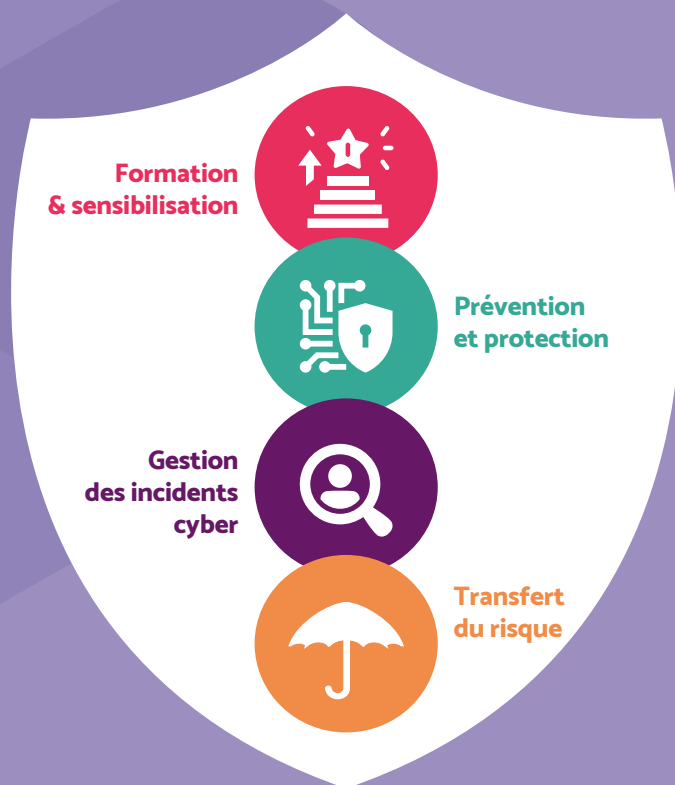 Formation
& sensibilisation
Prévention
et protection
Gestion
des incidents
cyber
Transfert
du risque